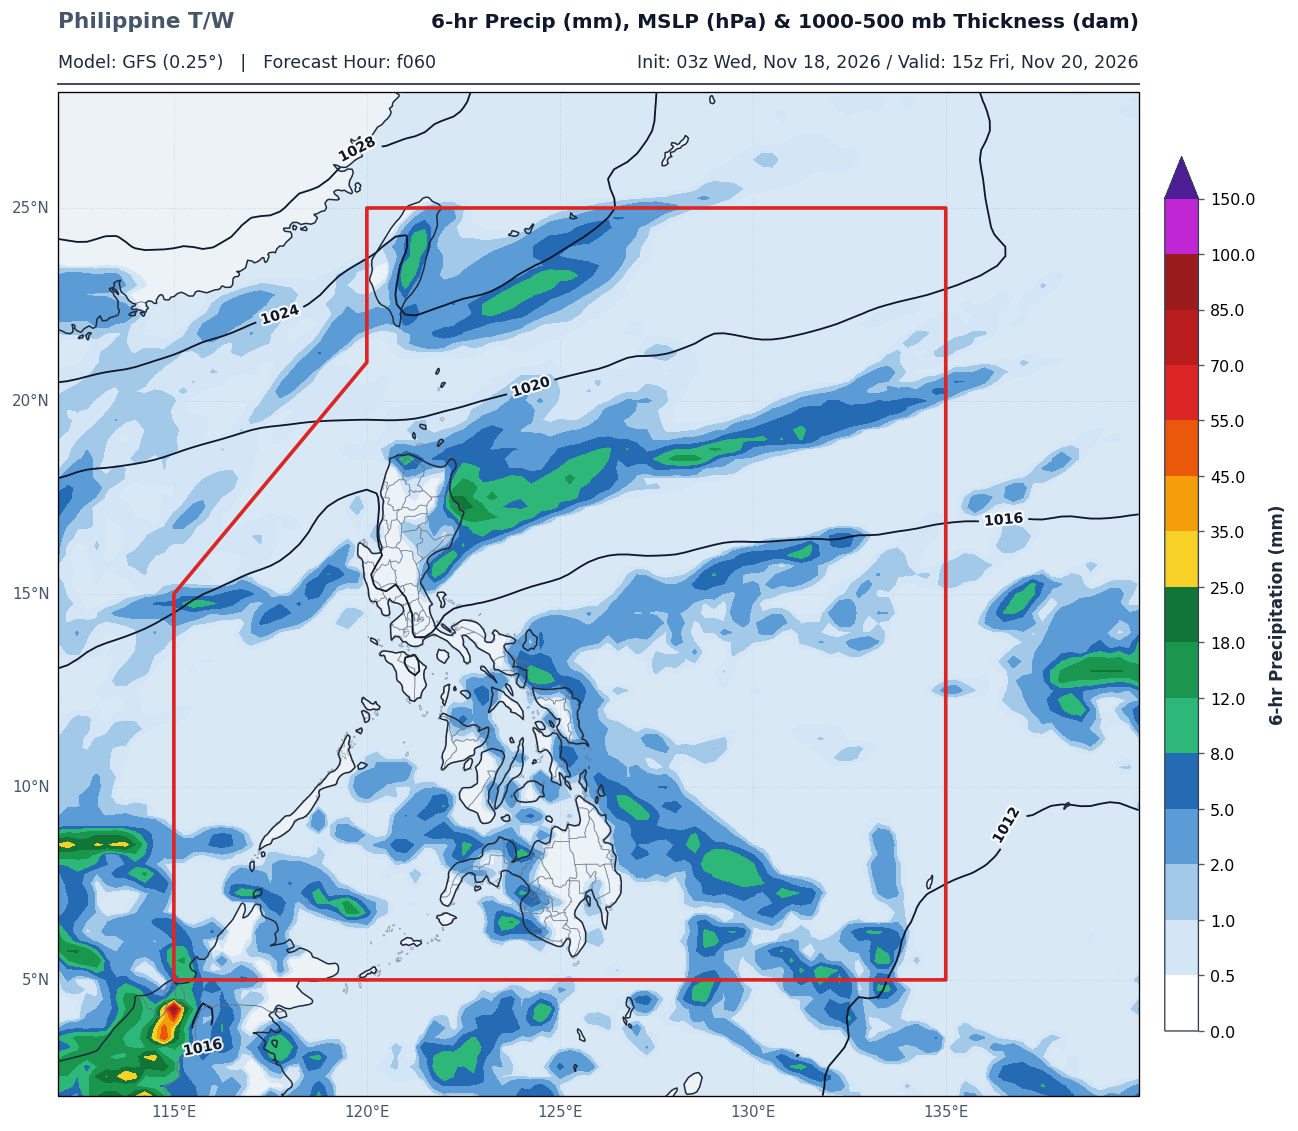 Philippine T/W
6-hr Precip (mm), MSLP (hPa) & 1000-500 mb Thickness (dam)
Model: GFS (0.25°) | Forecast Hour: f060
Init: 03z Wed, Nov 18, 2026 / Valid: 15z Fri, Nov 20, 2026
1028
1024
1020
1016
1012
1016
25°N
20°N
15°N
10°N
5°N
115°E
120°E
125°E
130°E
135°E
150.0
100.0
85.0
70.0
55.0
45.0
35.0
25.0
18.0
12.0
8.0
5.0
2.0
1.0
0.5
0.0
6-hr Precipitation (mm)